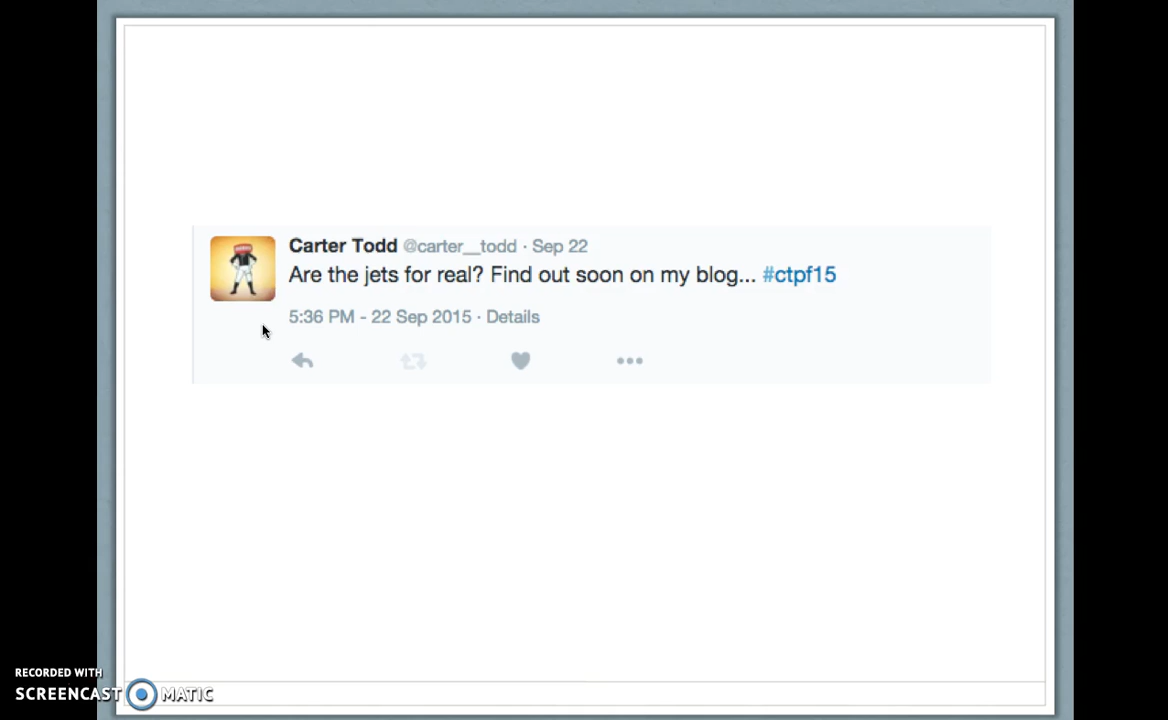 Carter Todd @carter__todd · Sep 22
Are the jets for real? Find out soon on my blog... #ctpf15
5:36 PM - 22 Sep 2015 · Details
RECORDED WITH
SCREENCAST MATIC